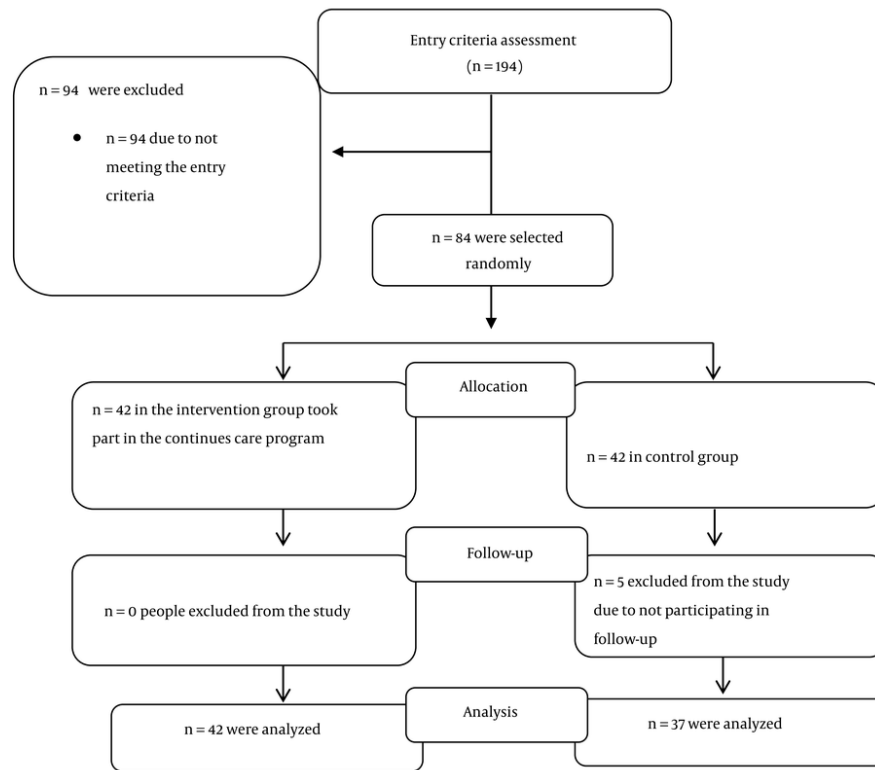 Entry criteria assessment
(n = 194)
n = 94 were excluded
• n = 94 due to not
meeting the entry
criteria
n = 84 were selected
randomly
Allocation
n = 42 in the intervention group took
part in the continues care program
n = 42 in control group
Follow-up
n = 0 people excluded from the study
n = 5 excluded from the study
due to not participating in
follow-up
Analysis
n = 42 were analyzed
n = 37 were analyzed